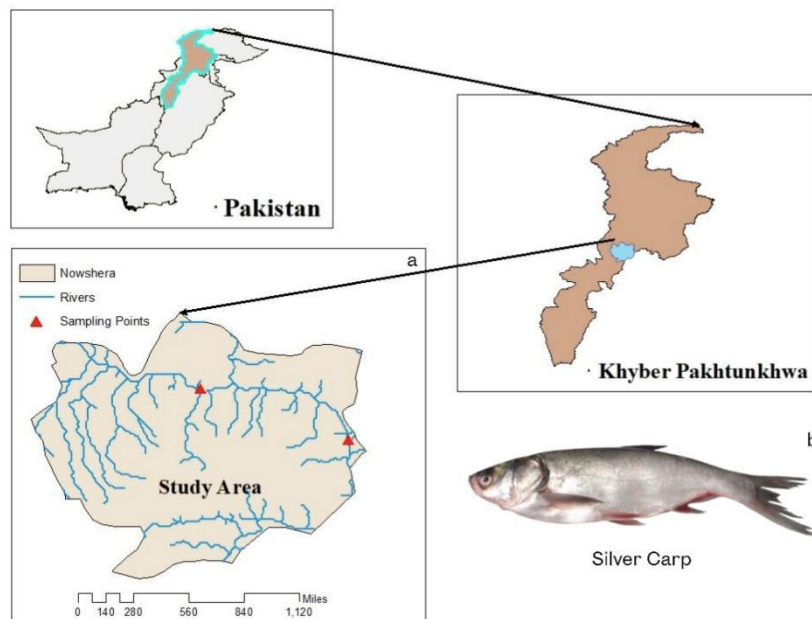 · Pakistan
a
Nowshera
Rivers
Sampling Points
Study Area
Miles
0 140 280 560 840 1,120
· Khyber Pakhtunkhwa
b
Silver Carp